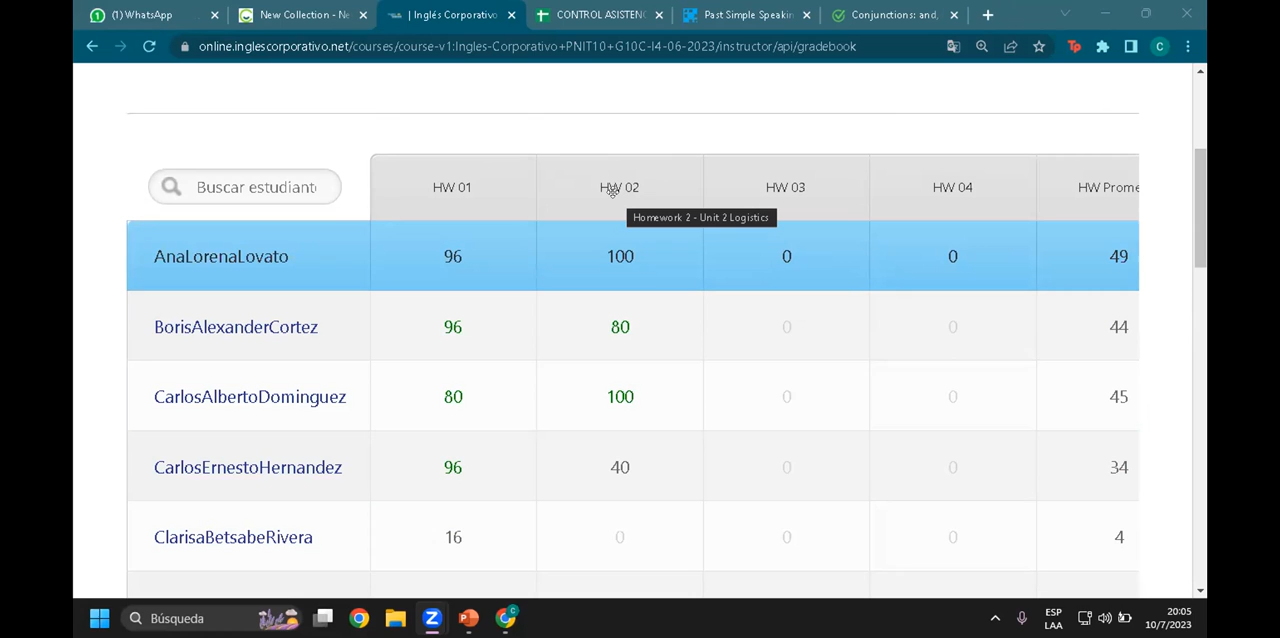 (1) WhatsApp
New Collection - Ne
| Inglés Corporativo
CONTROL ASISTEN
Past Simple Speakin
Conjunctions: and,
online.inglescorporativo.net/courses/course-v1:Ingles-Corporativo+PNIT10+G10C-I4-06-2023/instructor/api/gradebook
Buscar estudiant
HW 01
HW 02
HW 03
HW 04
HW Prome
Homework 2 - Unit 2 Logistics
AnaLorenaLovato 96 100 0 0 49
BorisAlexanderCortez 96 80 0 0 44
CarlosAlbertoDominguez 80 100 0 0 45
CarlosErnestoHernandez 96 40 0 0 34
ClarisaBetsabeRivera 16 0 0 0 4
Búsqueda
ESP
LAA
20:05
10/7/2023